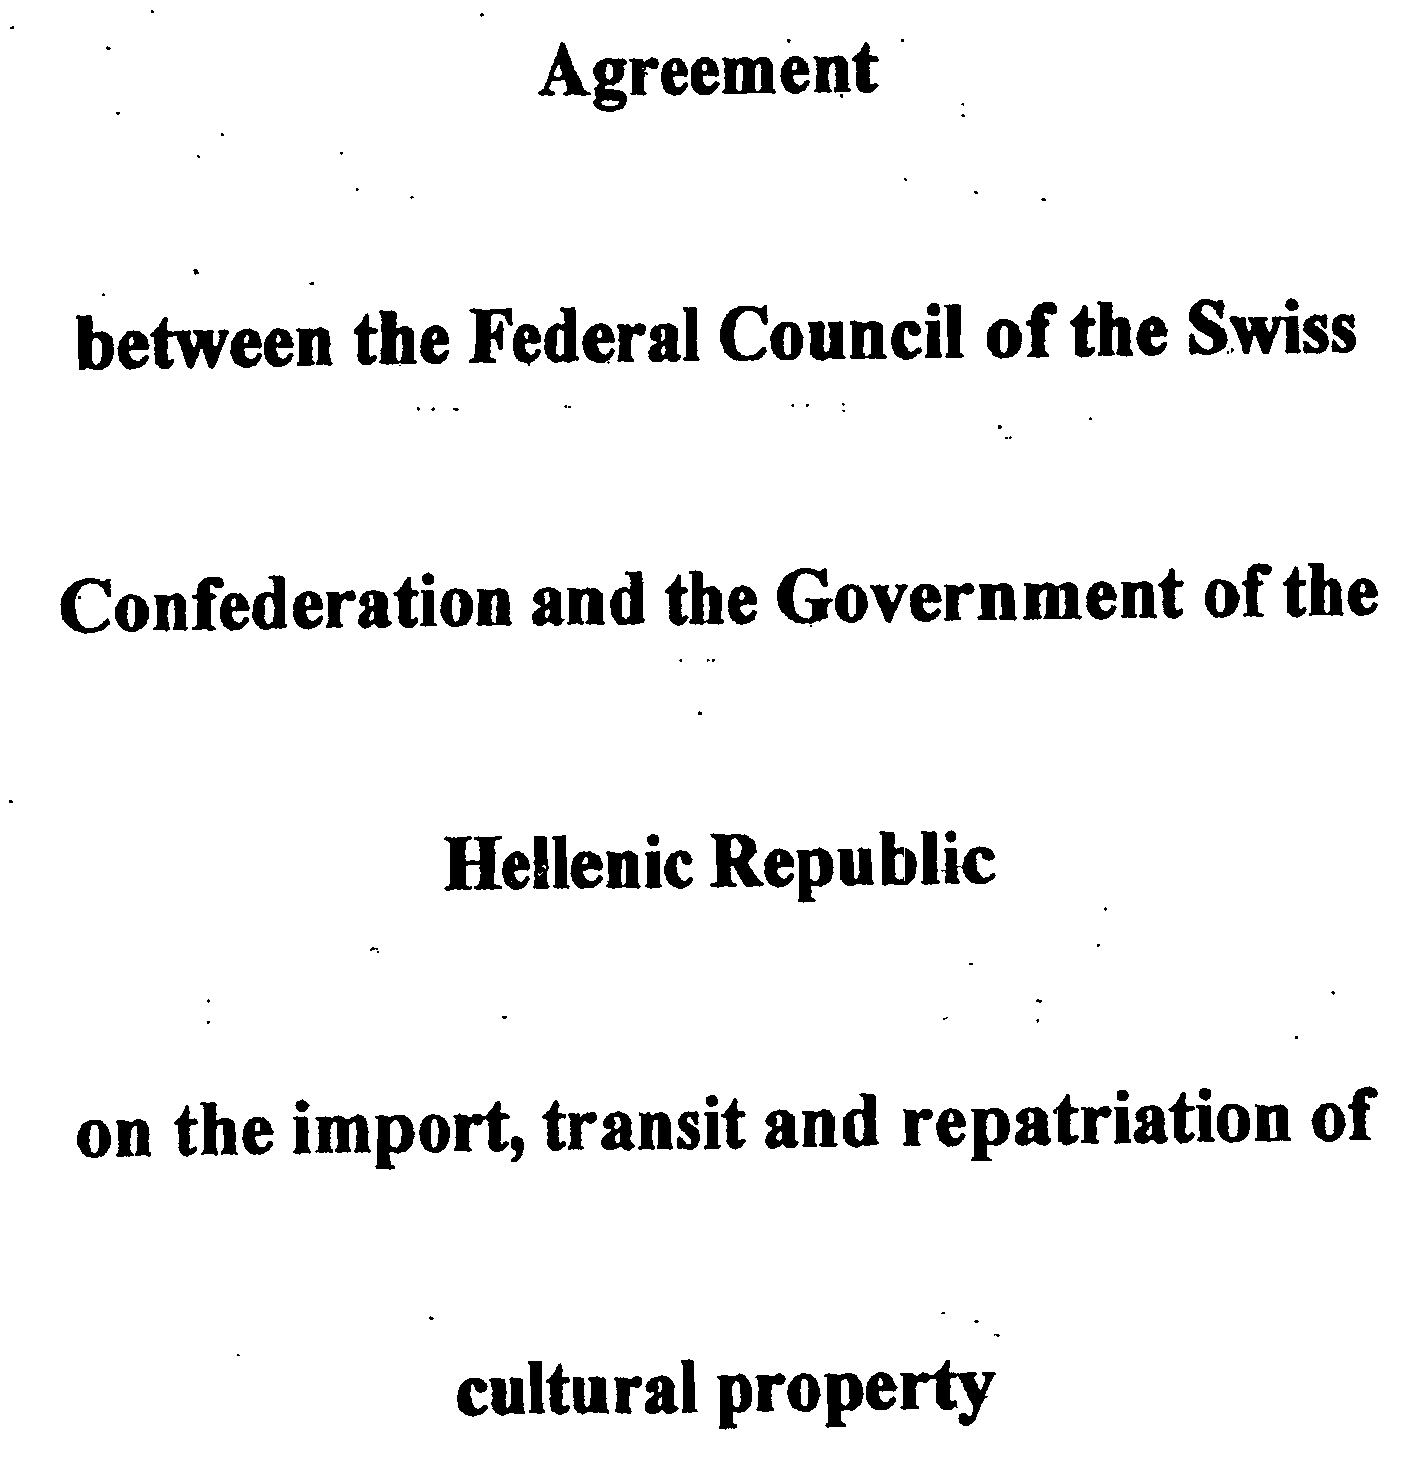 Agreement
between the Federal Council of the Swiss
Confederation and the Government of the
Hellenic Republic
on the import, transit and repatriation of
cultural property